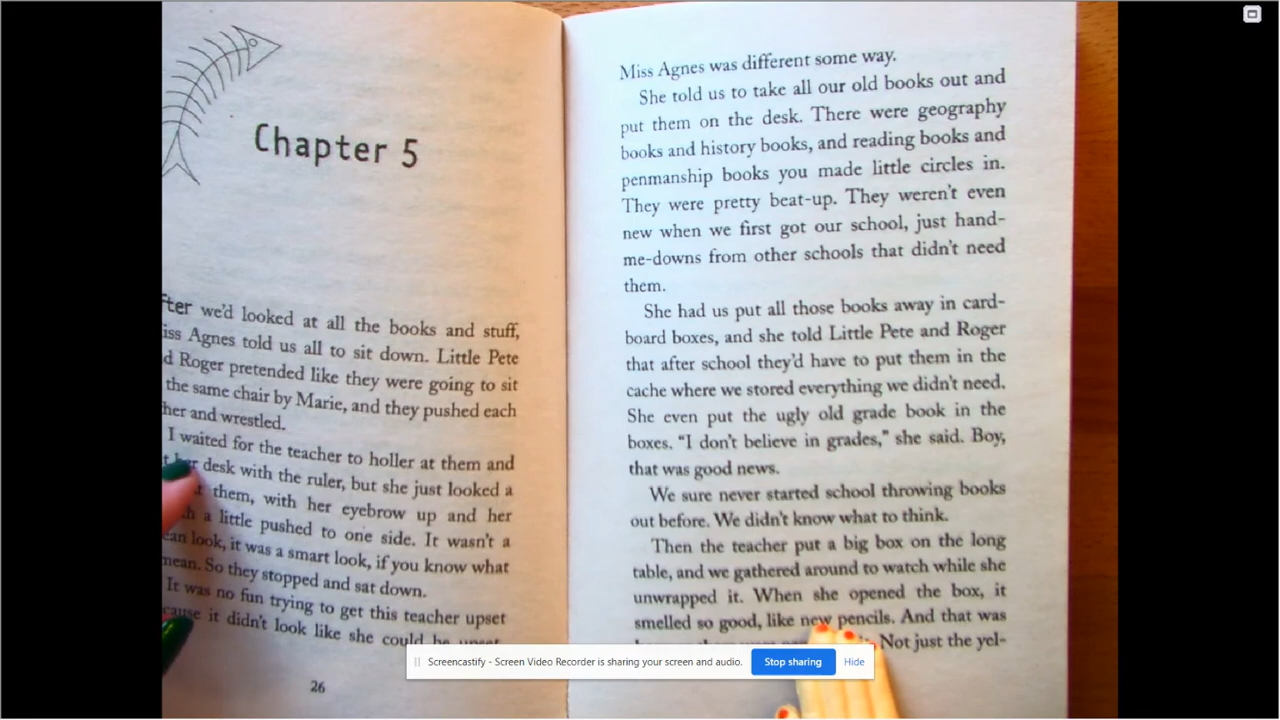 Chapter 5
we'd looked at all the books and stuff,
Agnes told us all to sit down. Little Pete
Roger pretended like they were going to sit
the same chair by Marie, and they pushed each
and wrestled.
I waited for the teacher to holler at them and
her desk with the ruler, but she just looked a
them, with her eyebrow up and her
a little pushed to one side. It wasn't a
look, it was a smart look, if you know what
mean. So they stopped and sat down.
It was no fun trying to get this teacher upset
it didn't look like she could be upset
26
Miss Agnes was different some way.
She told us to take all our old books out and
put them on the desk. There were geography
books and history books, and reading books and
penmanship books you made little circles in.
They were pretty beat-up. They weren't even
new when we first got our school, just hand-
me-downs from other schools that didn't need
them.
She had us put all those books away in card-
board boxes, and she told Little Pete and Roger
that after school they'd have to put them in the
cache where we stored everything we didn't need.
She even put the ugly old grade book in the
boxes. “I don't believe in grades,” she said. Boy,
that was good news.
We sure never started school throwing books
out before. We didn't know what to think.
Then the teacher put a big box on the long
table, and we gathered around to watch while she
unwrapped it. When she opened the box, it
smelled so good, like new pencils. And that was
Not just the yel-
Screencastify - Screen Video Recorder is sharing your screen and audio. Stop sharing Hide